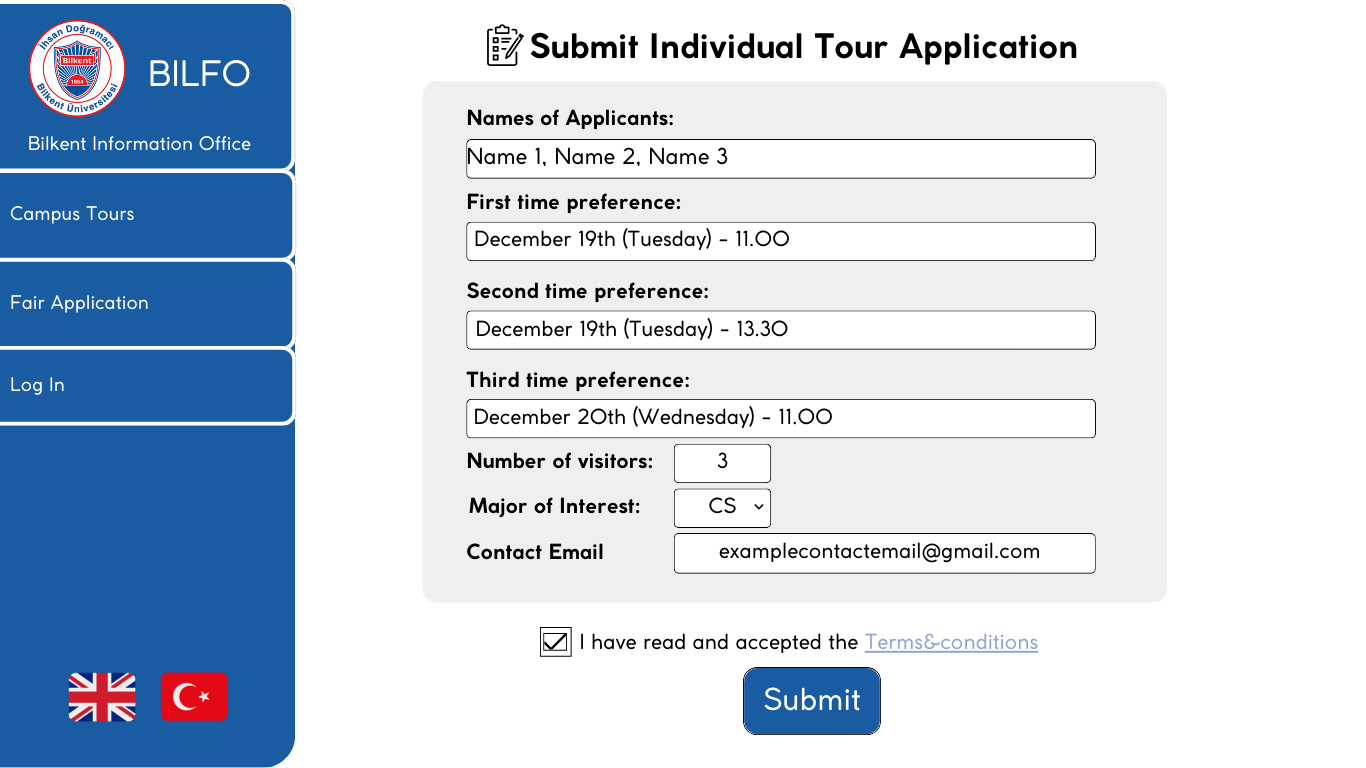 İhsan Doğramacı
Bilkent
1984
Bilkent Üniversitesi
BILFO
Bilkent Information Office
Campus Tours
Fair Application
Log In
Submit Individual Tour Application
Names of Applicants:
Name 1, Name 2, Name 3
First time preference:
December 19th (Tuesday) - 11.00
Second time preference:
December 19th (Tuesday) - 13.30
Third time preference:
December 20th (Wednesday) - 11.00
Number of visitors: 3
Major of Interest: CS
Contact Email examplecontactemail@gmail.com
I have read and accepted the Terms&conditions
Submit